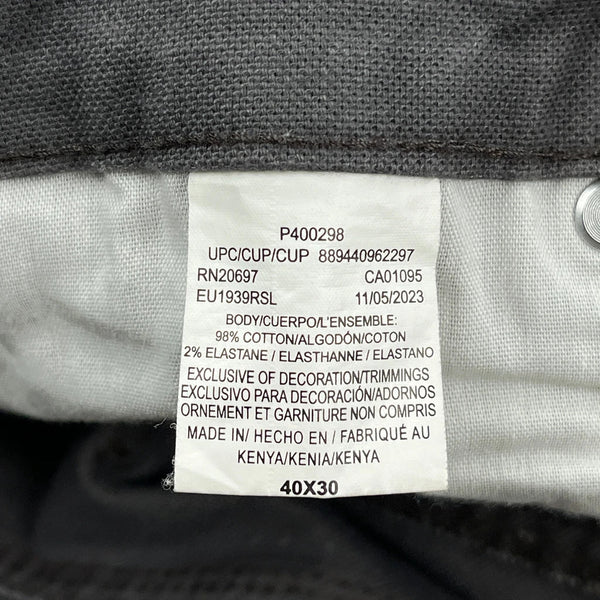 P400298
UPC/CUP/CUP 889440962297
RN20697 CA01095
EU1939RSL 11/05/2023
BODY/CUERPO/L'ENSEMBLE:
98% COTTON/ALGODÓN/COTON
2% ELASTANE / ELASTHANNE / ELASTANO
EXCLUSIVE OF DECORATION/TRIMMINGS
EXCLUSIVO PARA DECORACIÓN/ADORNOS
ORNEMENT ET GARNITURE NON COMPRIS
MADE IN/ HECHO EN / FABRIQUÉ AU
KENYA/KENIA/KENYA
40X30